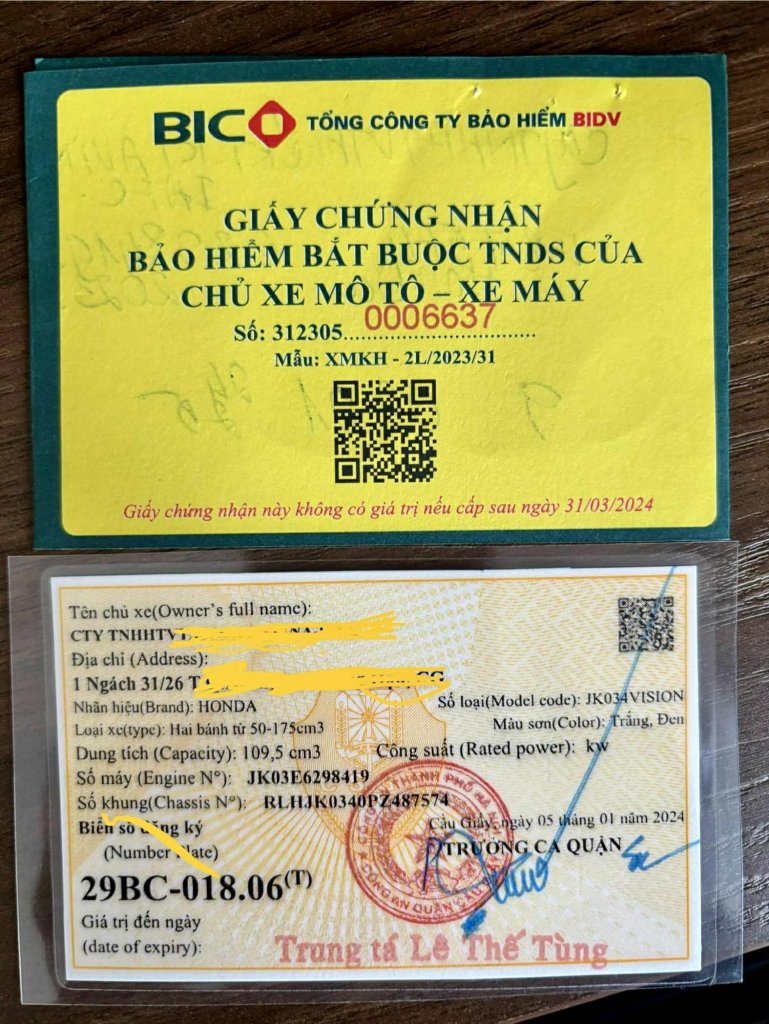 BIC TỔNG CÔNG TY BẢO HIỂM BIDV
GIẤY CHỨNG NHẬN
BẢO HIỂM BẮT BUỘC TNDS CỦA
CHỦ XE MÔ TÔ – XE MÁY
Số: 312305 0006637
Mẫu: XMKH - 2L/2023/31
Giấy chứng nhận này không có giá trị nếu cấp sau ngày 31/03/2024
Tên chủ xe(Owner's full name):
CTY TNHHTV
Địa chỉ (Address):
1 Ngách 31/26 T
Nhãn hiệu(Brand): HONDA
Số loại(Model code): JK034VISION
Loại xe(type): Hai bánh từ 50-175cm3
Màu sơn(Color): Trắng, Đen
Dung tích (Capacity): 109,5 cm3
Công suất (Rated power): kw
Số máy (Engine Nº): JK03E6298419
Số khung(Chassis Nº): RLHJK0340PZ487574
Biển số đăng ký
(Number Plate)
Cầu Giấy, ngày 05 tháng 01 năm 2024
TRƯỞNG CA QUẬN
29BC-018.06(T)
Giá trị đến ngày
(date of expiry):
Trung tá Lê Thế Tùng